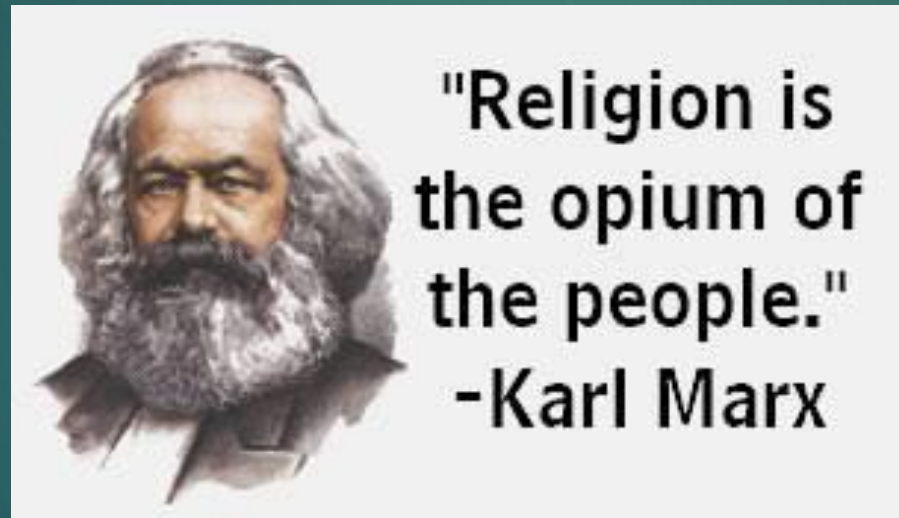 "Religion is
the opium of
the people."
-Karl Marx